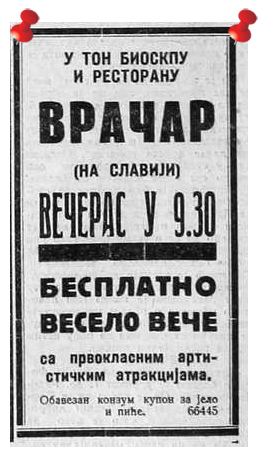 У ТОН БИОСКПУ
И РЕСТОРАНУ
ВРАЧАР
(НА СЛАВИЈИ)
ВЕЧЕРАС У 9.30
БЕСПЛАТНО
ВЕСЕЛО ВЕЧЕ
са првокласним арти-
стичким атракцијама.
Обавезан конзум купон за јело
и пиће. 66445